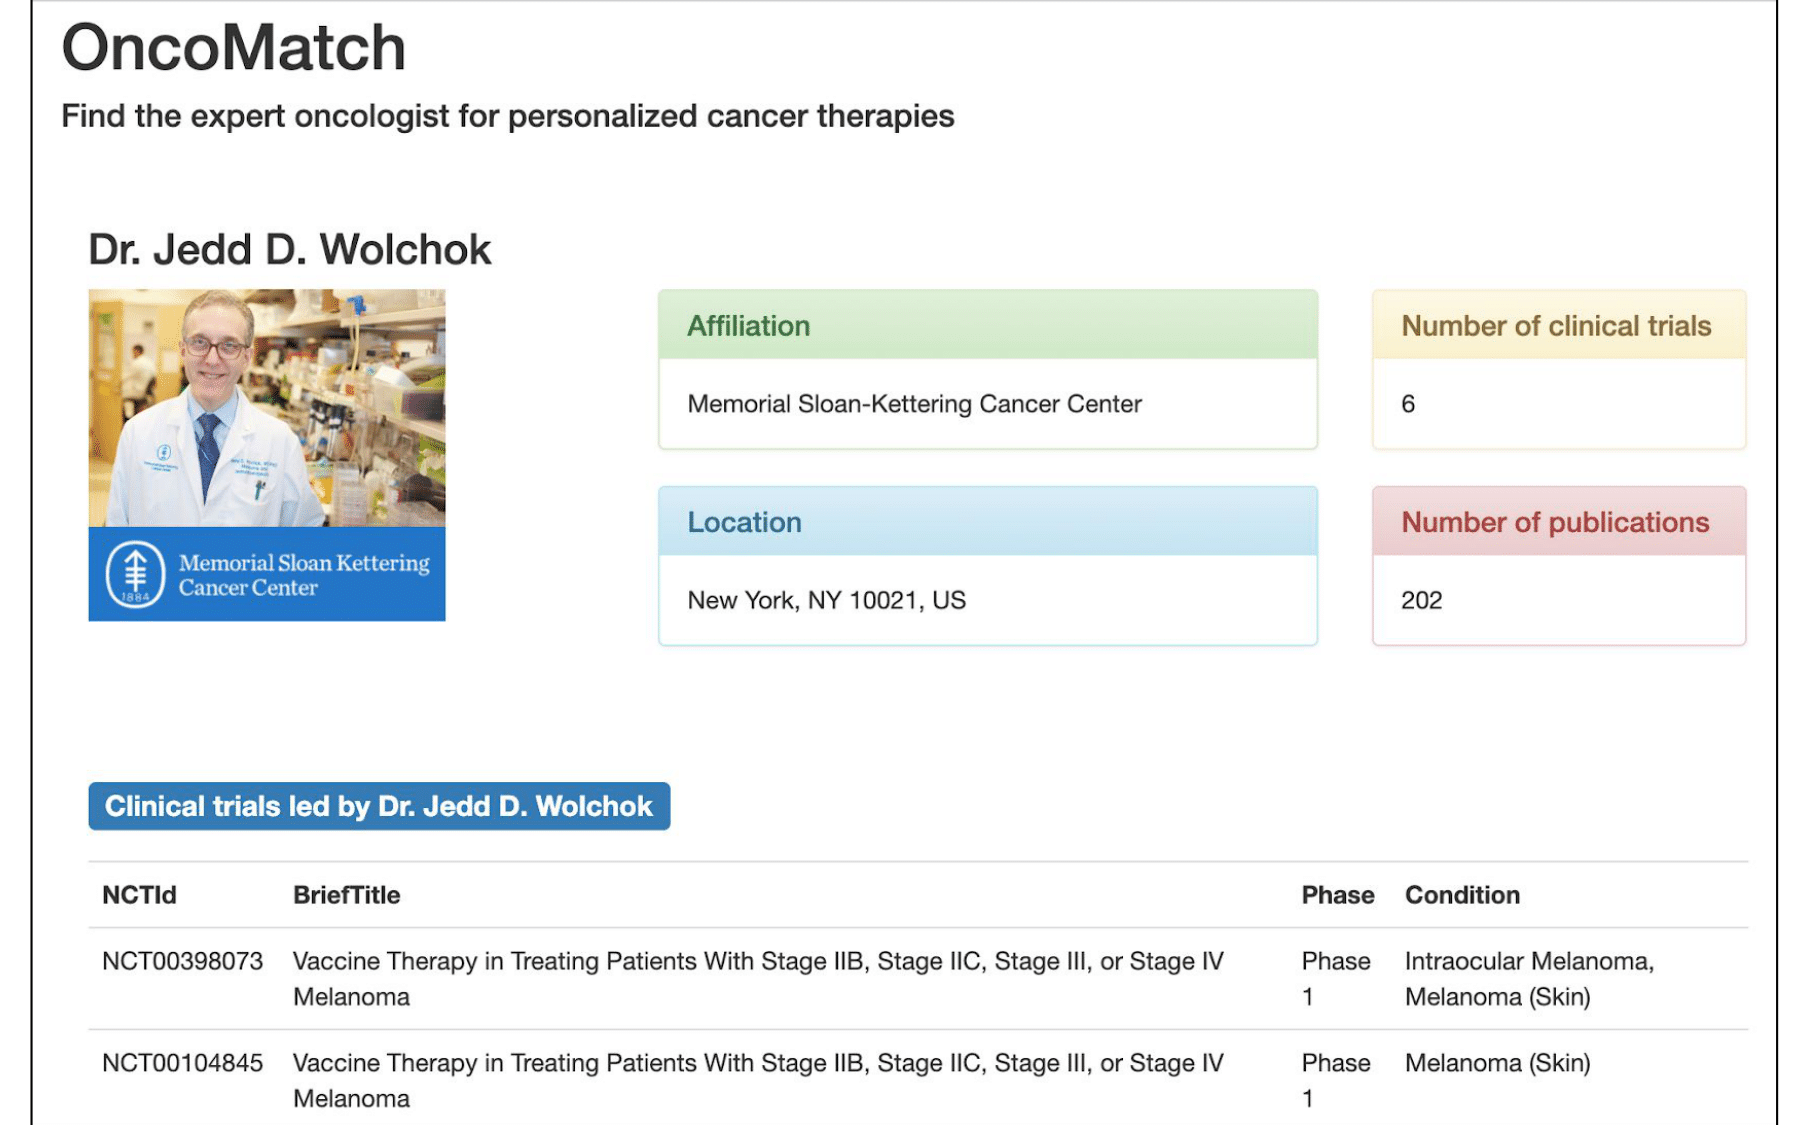 OncoMatch
Find the expert oncologist for personalized cancer therapies
Dr. Jedd D. Wolchok
Memorial Sloan Kettering
Cancer Center
1884
Affiliation
Memorial Sloan-Kettering Cancer Center
Number of clinical trials
6
Location
New York, NY 10021, US
Number of publications
202
Clinical trials led by Dr. Jedd D. Wolchok
NCTId BriefTitle Phase Condition
NCT00398073 Vaccine Therapy in Treating Patients With Stage IIB, Stage IIC, Stage III, or Stage IV Phase Intraocular Melanoma,
Melanoma 1 Melanoma (Skin)
NCT00104845 Vaccine Therapy in Treating Patients With Stage IIB, Stage IIC, Stage III, or Stage IV Phase Melanoma (Skin)
Melanoma 1